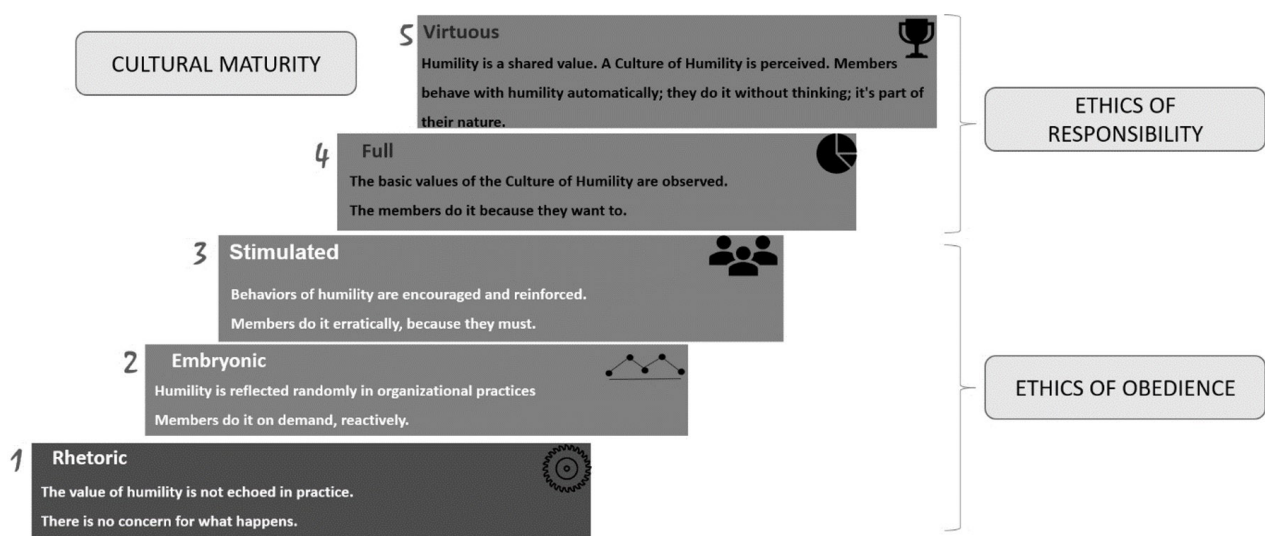 CULTURAL MATURITY
5
Virtuous
Humility is a shared value. A Culture of Humility is perceived. Members
behave with humility automatically; they do it without thinking; it's part of
their nature.
ETHICS OF
RESPONSIBILITY
4
Full
The basic values of the Culture of Humility are observed.
The members do it because they want to.
3
Stimulated
Behaviors of humility are encouraged and reinforced.
Members do it erratically, because they must.
2
Embryonic
Humility is reflected randomly in organizational practices
Members do it on demand, reactively.
ETHICS OF OBEDIENCE
1
Rhetoric
The value of humility is not echoed in practice.
There is no concern for what happens.